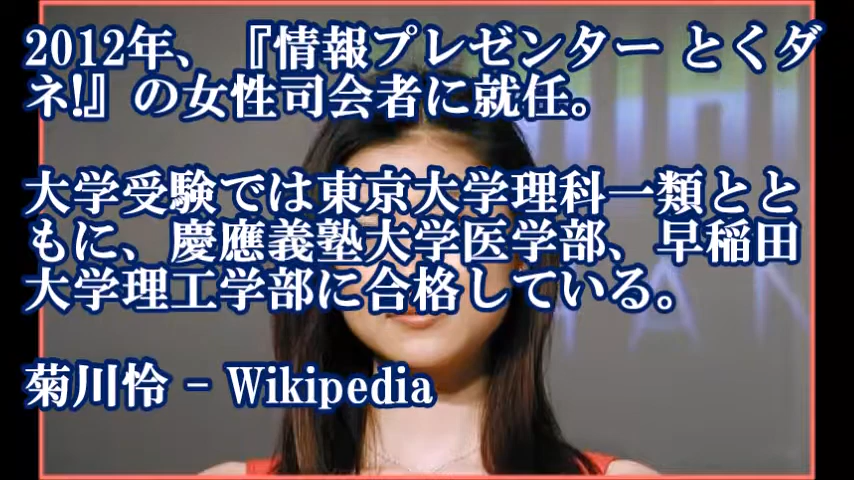 2012年、『情報プレゼンター とくダ
ネ!』の女性司会者に就任。
大学受験では東京大学理科一類とと
もに、慶應義塾大学医学部、早稲田
大学理工学部に合格している。
菊川怜 - Wikipedia